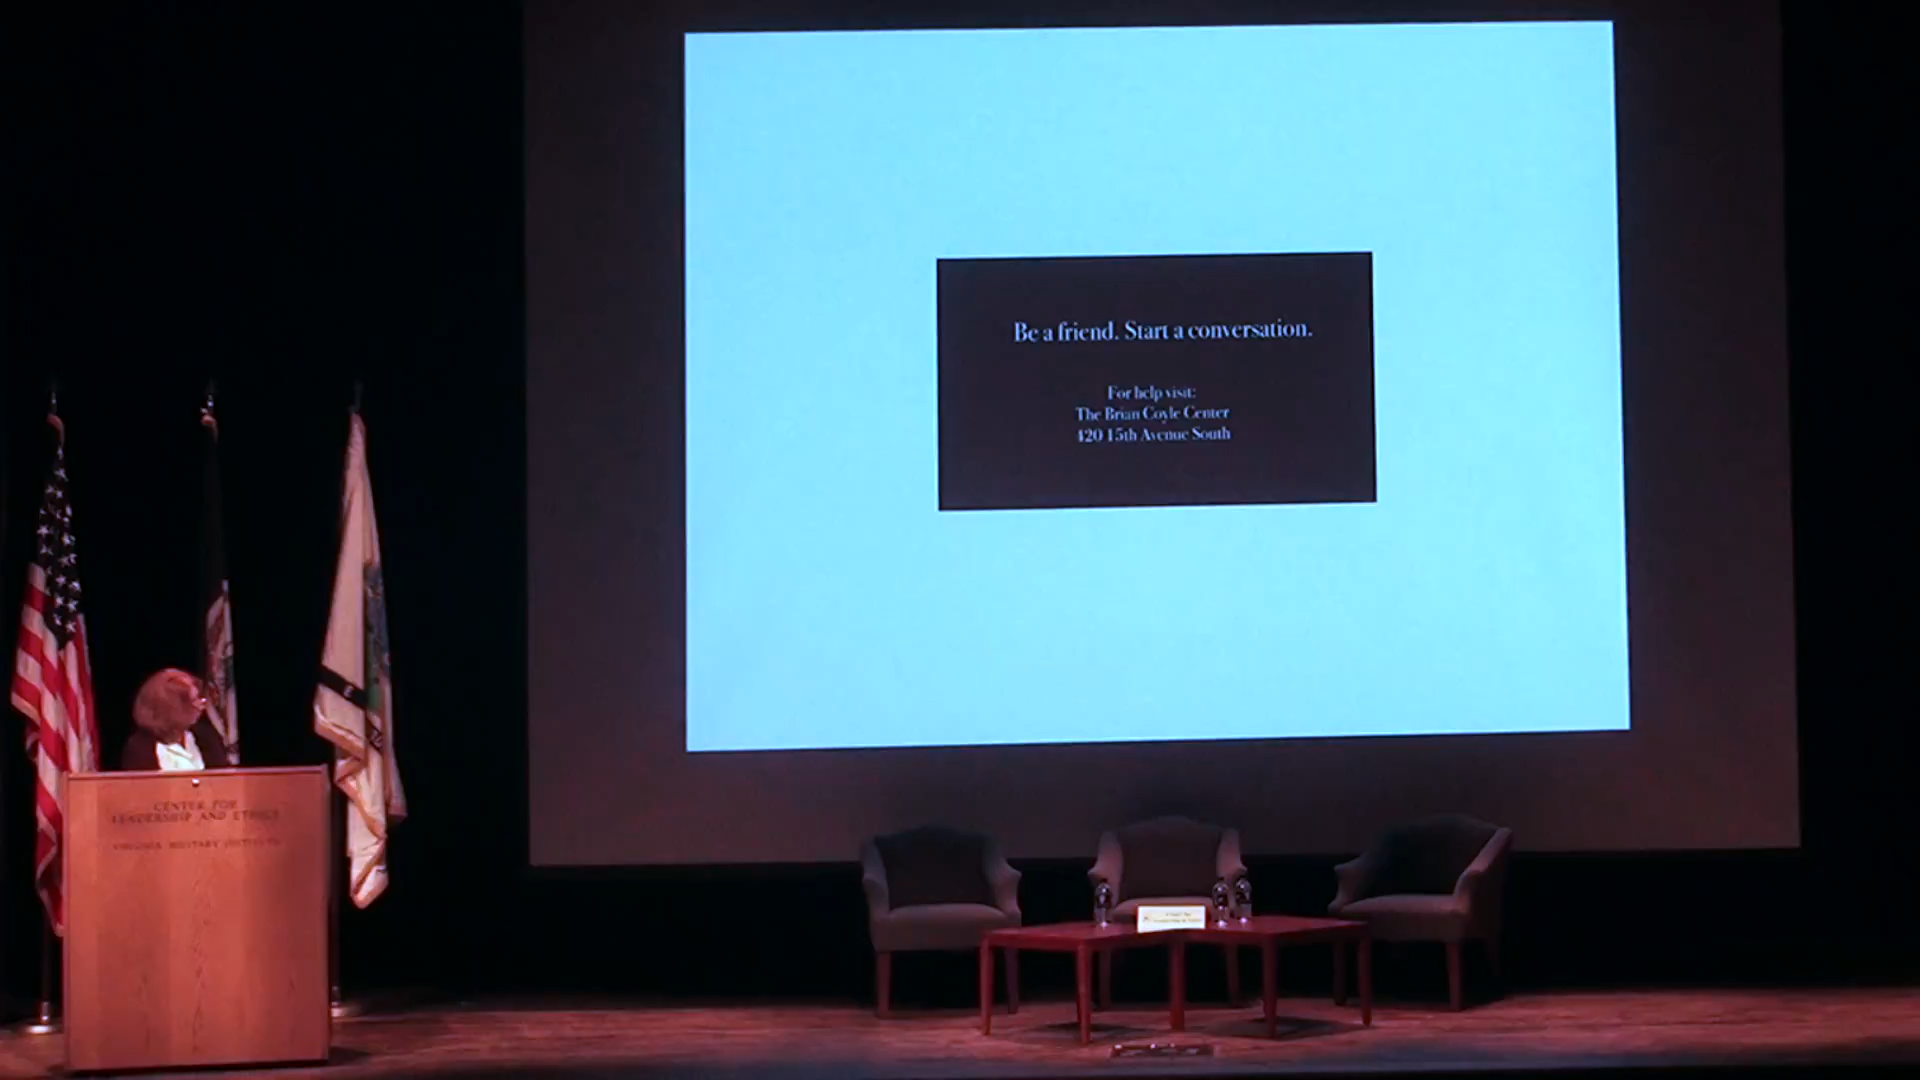 Be a friend. Start a conversation.
For help visit:
The Brian Coyle Center
420 15th Avenue South
CENTER FOR
LEADERSHIP AND ETHICS
VIRGINIA MILITARY INSTITUTE